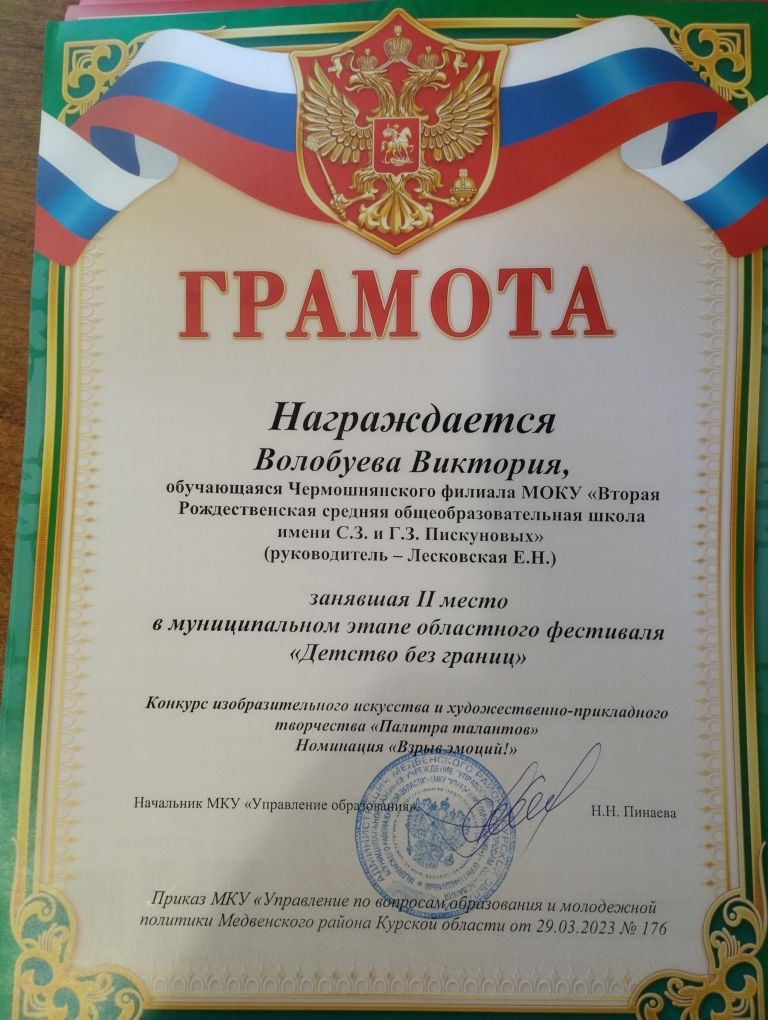 ГРАМОТА
Награждается
Волобуева Виктория,
обучающаяся Чермошнянского филиала МОКУ «Вторая
Рождественская средняя общеобразовательная школа
имени С.З. и Г.З. Пискуновых»
(руководитель – Лесковская Е.Н.)
занявшая II место
в муниципальном этапе областного фестиваля
«Детство без границ»
Конкурс изобразительного искусства и художественно-прикладного
творчества «Палитра талантов»
Номинация «Взрыв эмоций!»
Начальник МКУ «Управление образования»
Н.Н. Пинаева
Приказ МКУ «Управление по вопросам образования и молодежной
политики Медвенского района Курской области от 29.03.2023 № 176